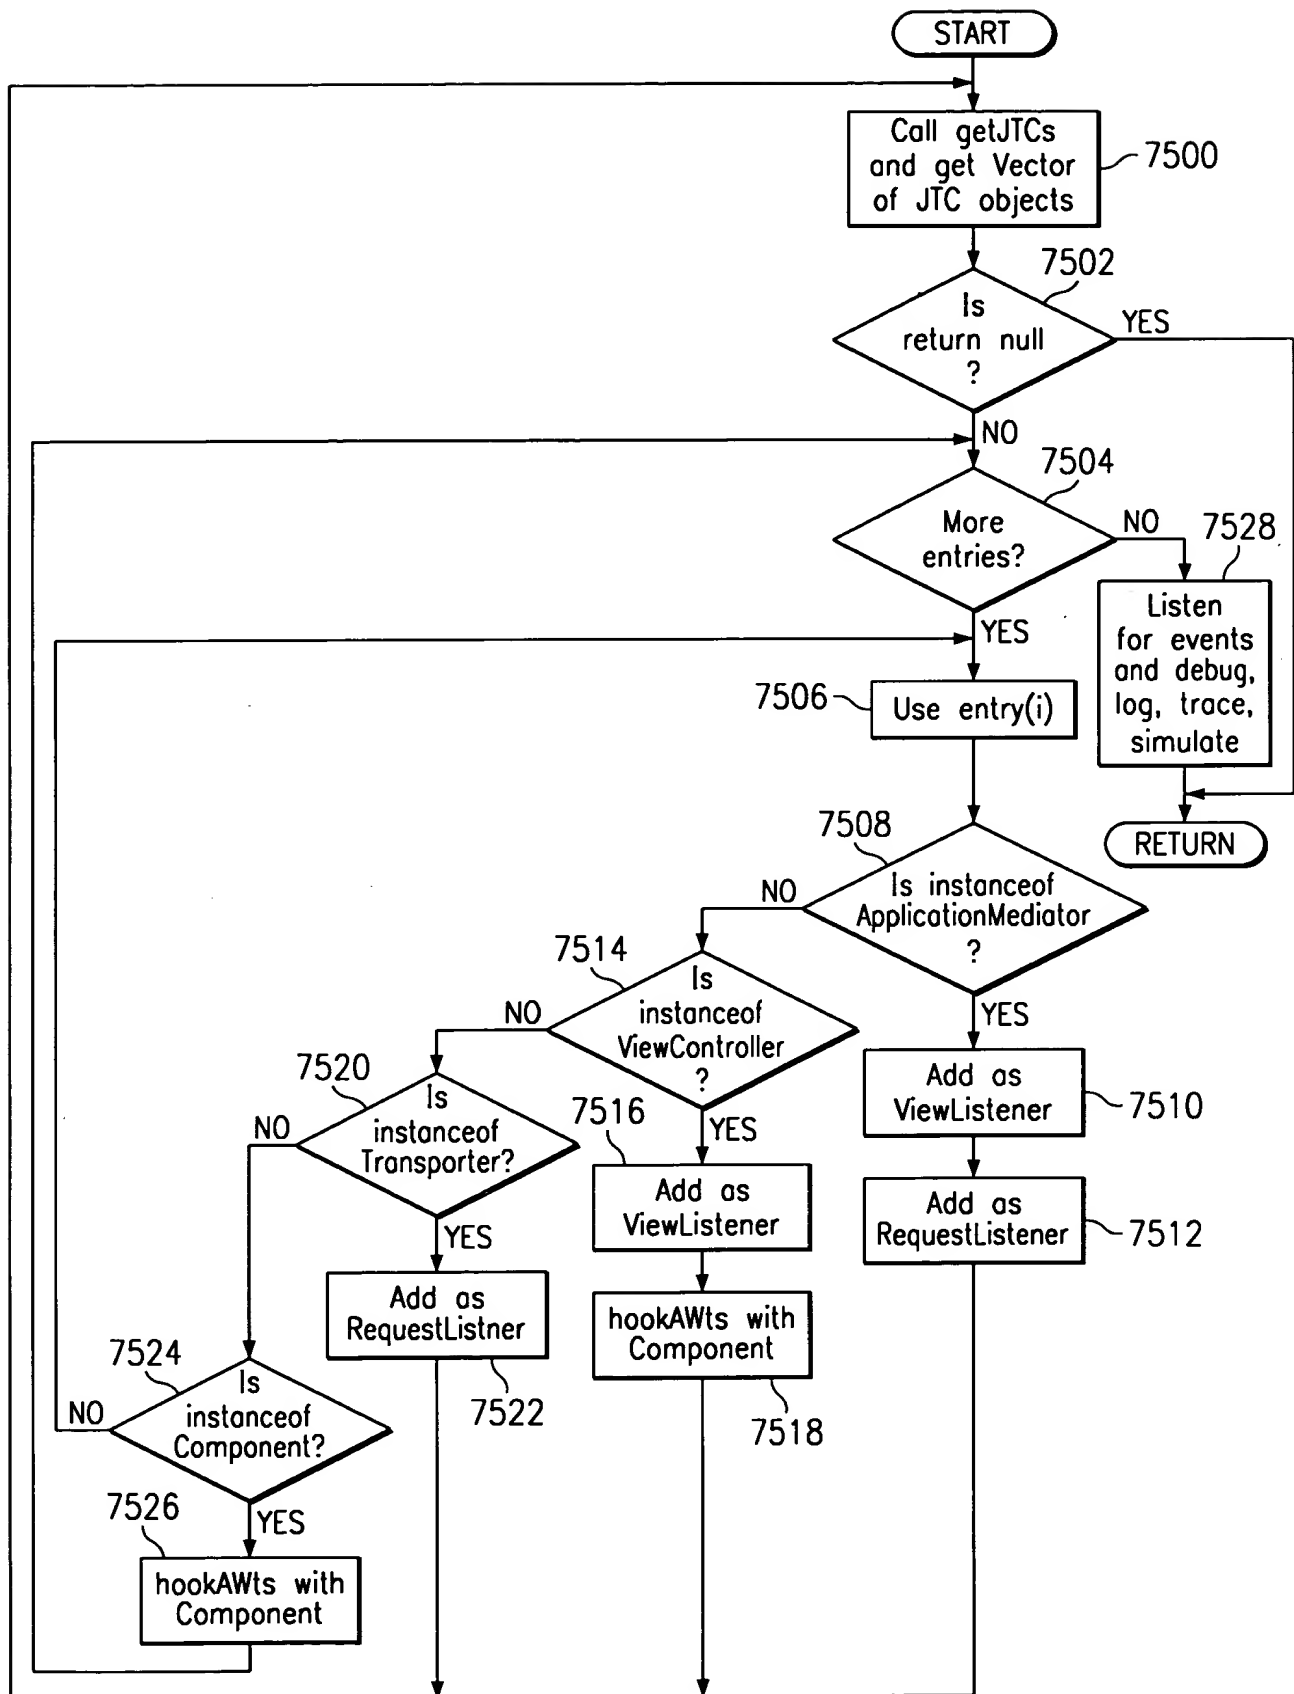 START
Call getJTCs
and get Vector
of JTC objects
7500
7502
Is
return null
?
YES
NO
7504
More
entries?
NO
7528
YES
Listen
for events
and debug,
log, trace,
simulate
7506
Use entry(i)
RETURN
7508
Is instanceof
ApplicationMediator
?
NO
YES
7514
Is
instanceof
ViewController
?
NO
YES
Add as
ViewListener
7510
Add as
RequestListener
7512
7516
Add as
ViewListener
hookAWts with
Component
7518
7520
Is
instanceof
Transporter?
NO
YES
Add as
RequestListner
7522
7524
Is
instanceof
Component?
NO
YES
7526
hookAWts with
Component